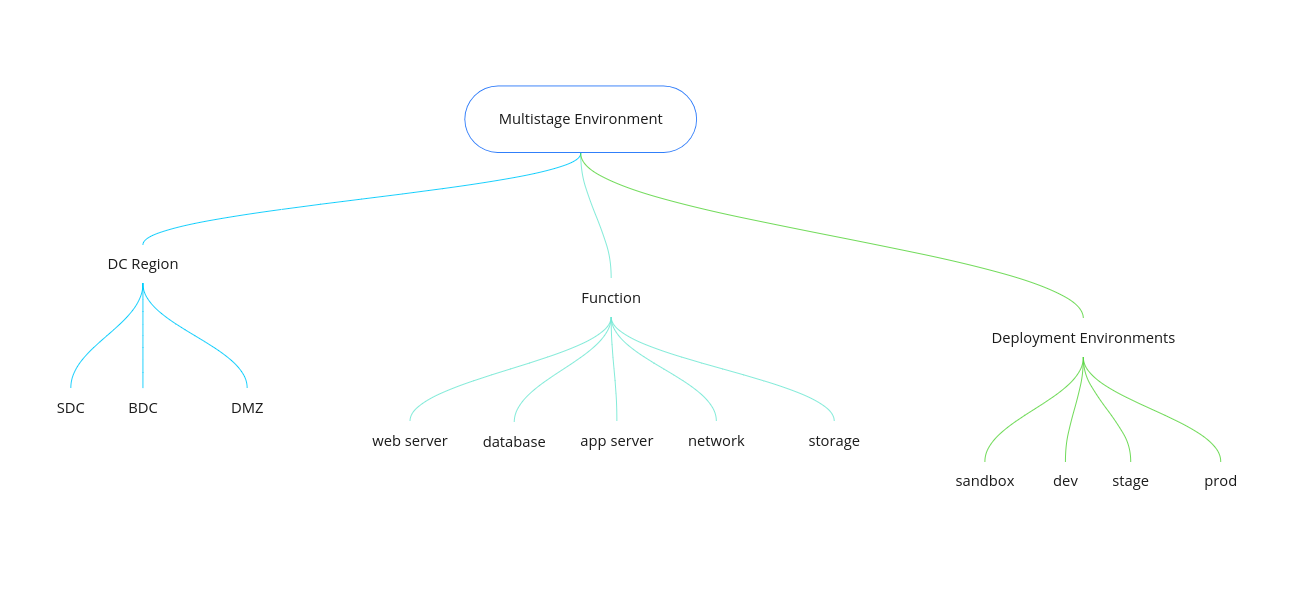 Multistage Environment
DC Region
Function
Deployment Environments
SDC
BDC
DMZ
web server
database
app server
network
storage
sandbox
dev
stage
prod